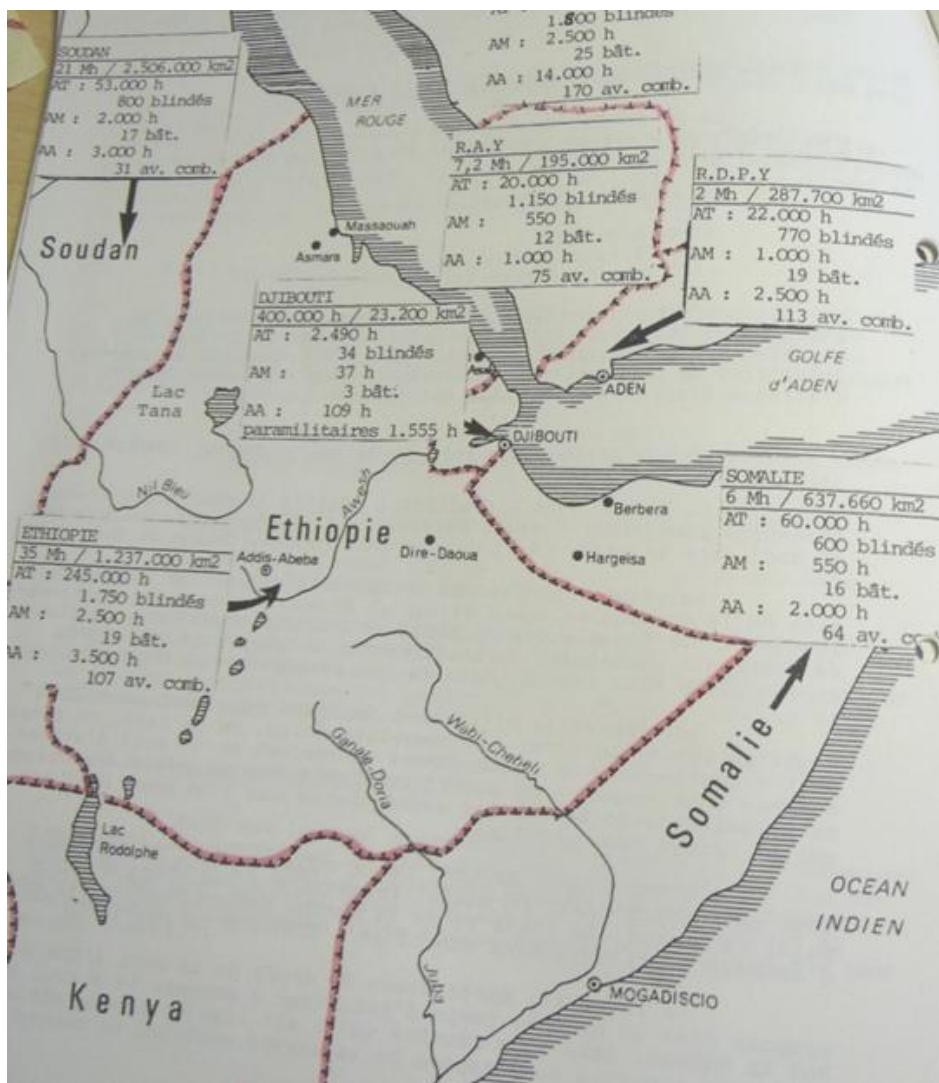 SOUDAN
21 Mh / 2.506.000 km2
AT : 53.000 h
800 blindés
AM : 2.000 h
17 bât.
AA : 3.000 h
31 av. comb.
1.800 blindés
AM : 2.500 h
25 bât.
AA : 14.000 h
170 av. comb.
MER
ROUGE
R.A.Y
7,2 Mh / 195.000 km2
AT : 20.000 h
1.150 blindés
AM : 550 h
12 bât.
AA : 1.000 h
75 av. comb.
R.D.P.Y
2 Mh / 287.700 km2
AT : 22.000 h
770 blindés
AM : 1.000 h
19 bât.
AA : 2.500 h
113 av. comb.
Soudan
Massaouah
Asmara
DJIBOUTI
400.000 h / 23.200 km2
AT : 2.490 h
34 blindés
AM : 37 h
3 bât.
AA : 109 h
paramilitaires 1.555 h
GOLFE
d'ADEN
ADEN
Lac
Tana
DJIBOUTI
Nil Bleu
Awash
Berbera
SOMALIE
6 Mh / 637.660 km2
AT : 60.000 h
600 blindés
AM : 550 h
16 bât.
AA : 2.000 h
64 av.
Ethiopie
Addis-Abeba
Dire-Daoua
Hargeisa
ETHIOPIE
35 Mh / 1.237.000 km2
AT : 245.000 h
1.750 blindés
AM : 2.500 h
19 bât.
AA : 3.500 h
107 av. comb.
Ganale-Doria
Wabi-Chebeli
Somalie
Lac
Rodolphe
OCEAN
INDIEN
Juba
MOGADISCIO
Kenya